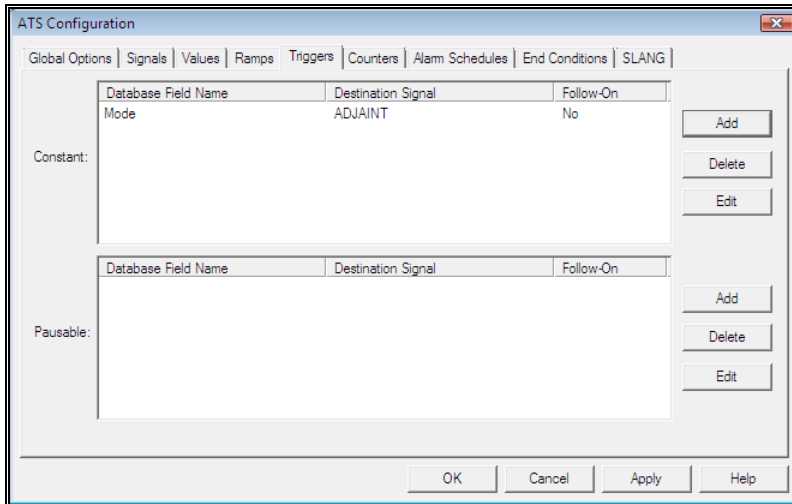 ATS Configuration
Global Options Signals Values Ramps Triggers Counters Alarm Schedules End Conditions SLANG
Database Field Name Destination Signal Follow-On
Mode ADJAINT No
Constant:
Add
Delete
Edit
Database Field Name Destination Signal Follow-On
Pausable:
Add
Delete
Edit
OK Cancel Apply Help